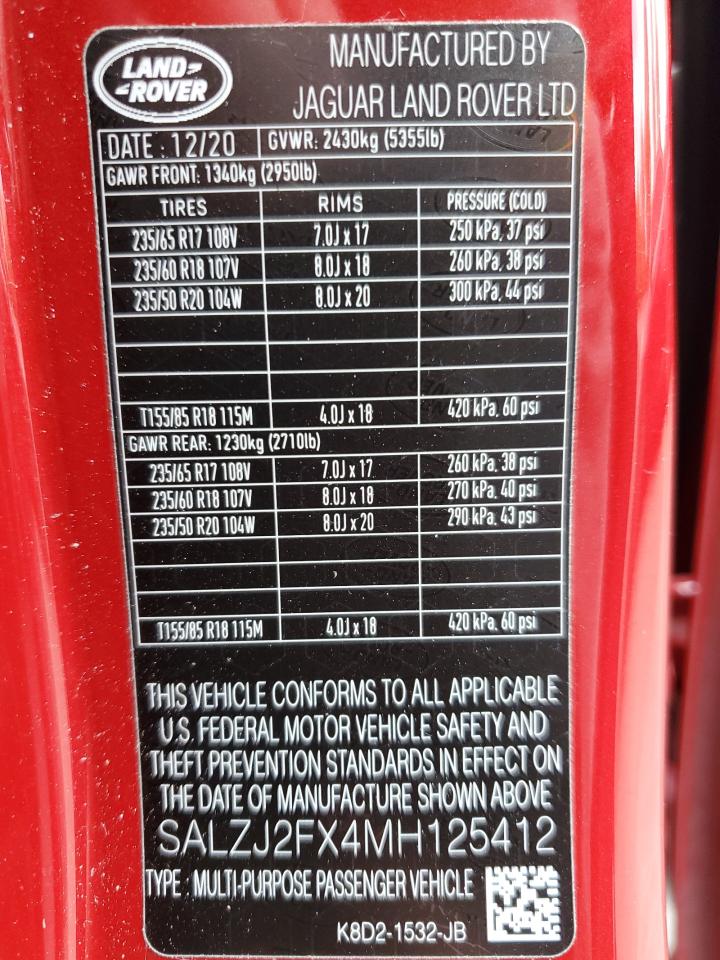 LAND
ROVER
MANUFACTURED BY
JAGUAR LAND ROVER LTD
DATE : 12/20 GVWR: 2430kg (5355lb)
GAWR FRONT: 1340kg (2950lb)
TIRES RIMS PRESSURE (COLD)
235/65 R17 108V 7.0J x 17 250 kPa, 37 psi
235/60 R18 107V 8.0J x 18 260 kPa, 38 psi
235/50 R20 104W 8.0J x 20 300 kPa, 44 psi
T155/85 R18 115M 4.0J x 18 420 kPa, 60 psi
GAWR REAR: 1230kg (2710lb)
235/65 R17 108V 7.0J x 17 260 kPa, 38 psi
235/60 R18 107V 8.0J x 18 270 kPa, 40 psi
235/50 R20 104W 8.0J x 20 290 kPa, 43 psi
T155/85 R18 115M 4.0J x 18 420 kPa, 60 psi
THIS VEHICLE CONFORMS TO ALL APPLICABLE
U.S. FEDERAL MOTOR VEHICLE SAFETY AND
THEFT PREVENTION STANDARDS IN EFFECT ON
THE DATE OF MANUFACTURE SHOWN ABOVE
SALZJ2FX4MH125412
TYPE : MULTI-PURPOSE PASSENGER VEHICLE
K8D2-1532-JB